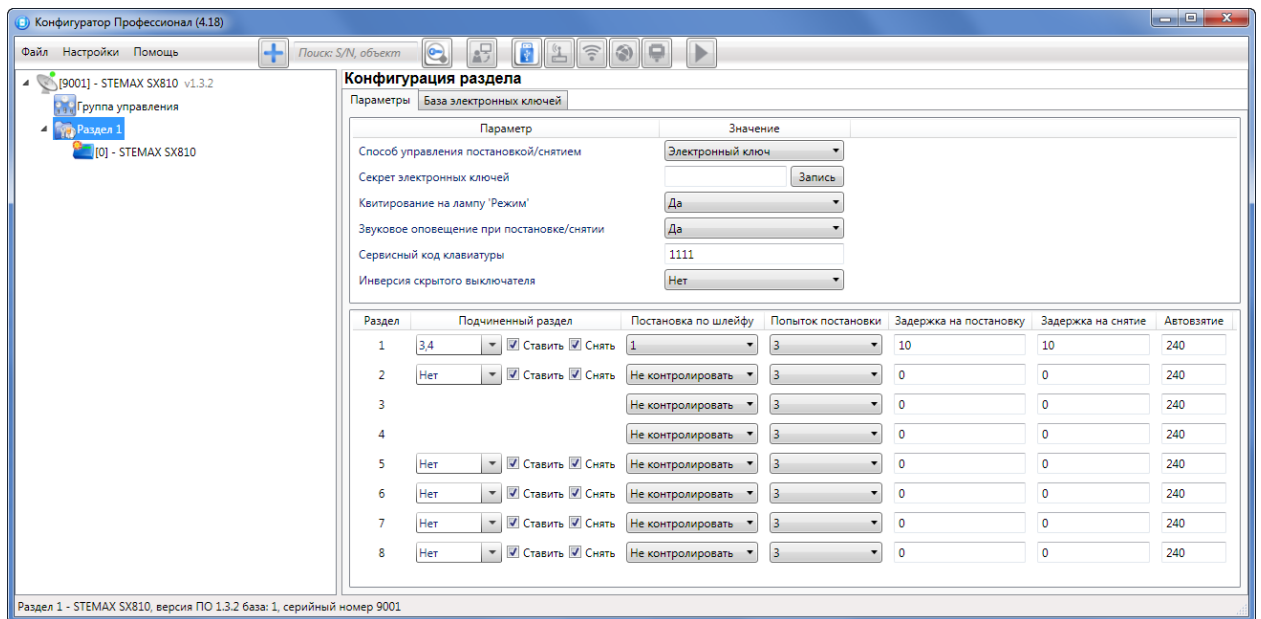 Конфигуратор Профессионал (4.18)
Файл Настройки Помощь Поиск: S/N, объект
[9001] - STEMAX SX810 v1.3.2
Группа управления
Раздел 1
[0] - STEMAX SX810
Конфигурация раздела
Параметры База электронных ключей
Параметр Значение
Способ управления постановкой/снятием Электронный ключ
Секрет электронных ключей Запись
Квитирование на лампу 'Режим' Да
Звуковое оповещение при постановке/снятии Да
Сервисный код клавиатуры 1111
Инверсия скрытого выключателя Нет
Раздел Подчиненный раздел Постановка по шлейфу Попыток постановки Задержка на постановку Задержка на снятие Автовзятие
1 3,4 Ставить Снять 1 3 10 10 240
2 Нет Ставить Снять Не контролировать 3 0 0 240
3 Не контролировать 3 0 0 240
4 Не контролировать 3 0 0 240
5 Нет Ставить Снять Не контролировать 3 0 0 240
6 Нет Ставить Снять Не контролировать 3 0 0 240
7 Нет Ставить Снять Не контролировать 3 0 0 240
8 Нет Ставить Снять Не контролировать 3 0 0 240
Раздел 1 - STEMAX SX810, версия ПО 1.3.2 база: 1, серийный номер 9001